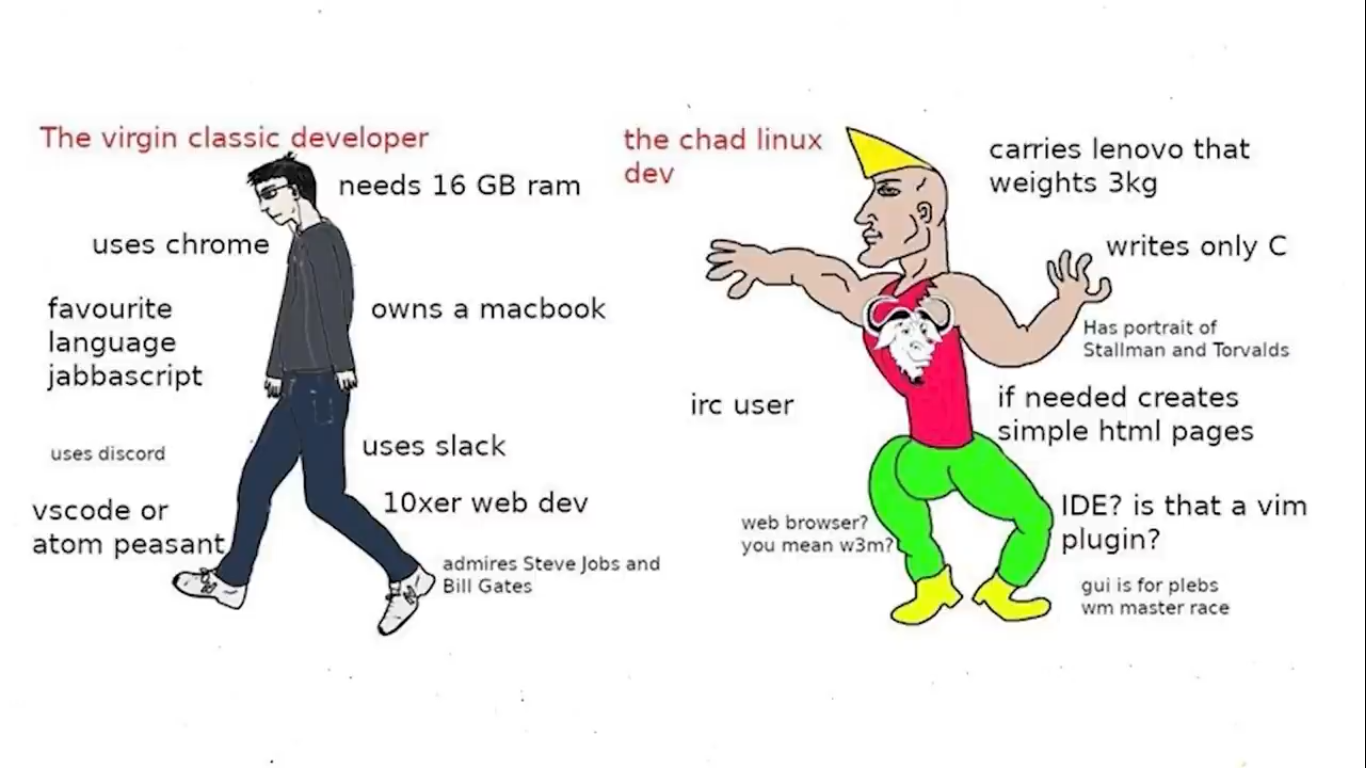 The virgin classic developer
needs 16 GB ram
uses chrome
favourite
language
jabbascript
owns a macbook
uses discord
uses slack
vscode or
atom peasant
10xer web dev
admires Steve Jobs and
Bill Gates
the chad linux
dev
carries lenovo that
weights 3kg
writes only C
Has portrait of
Stallman and Torvalds
irc user
if needed creates
simple html pages
web browser?
you mean w3m?
IDE? is that a vim
plugin?
gui is for plebs
wm master race